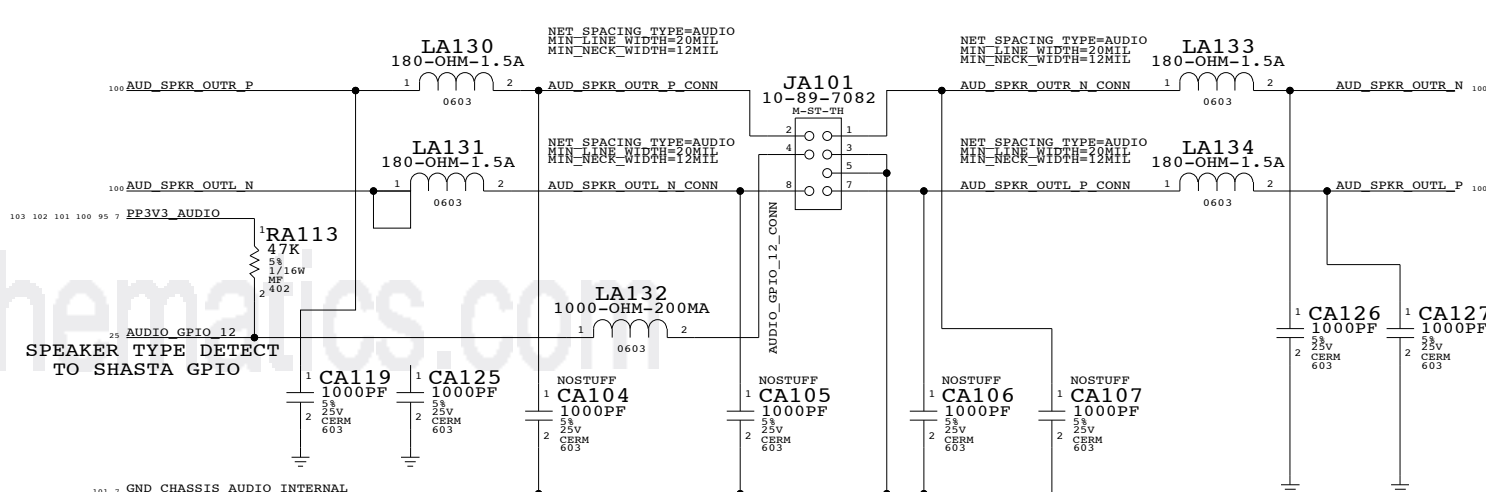 NET_SPACING_TYPE=AUDIO
MIN_LINE_WIDTH=20MIL
MIN_NECK_WIDTH=12MIL
LA130
180-OHM-1.5A
1 2
0603
100 AUD_SPKR_OUTR_P
AUD_SPKR_OUTR_P_CONN
JA101
10-89-7082
M-ST-TH
2 1
4 3
5
8 7
NET_SPACING_TYPE=AUDIO
MIN_LINE_WIDTH=20MIL
MIN_NECK_WIDTH=12MIL
LA133
180-OHM-1.5A
1 2
0603
AUD_SPKR_OUTR_N_CONN
AUD_SPKR_OUTR_N 100
LA131
180-OHM-1.5A
1 2
0603
NET_SPACING_TYPE=AUDIO
MIN_LINE_WIDTH=20MIL
MIN_NECK_WIDTH=12MIL
100 AUD_SPKR_OUTL_N
AUD_SPKR_OUTL_N_CONN
NET_SPACING_TYPE=AUDIO
MIN_LINE_WIDTH=20MIL
MIN_NECK_WIDTH=12MIL
LA134
180-OHM-1.5A
1 2
0603
AUD_SPKR_OUTL_P_CONN
AUD_SPKR_OUTL_P 100
103 102 101 100 95 7 PP3V3_AUDIO
1
RA113
47K
5%
1/16W
MF
402
2
AUDIO_GPIO_12_CONN
LA132
1000-OHM-200MA
1 2
0603
25 AUDIO_GPIO_12
SPEAKER TYPE DETECT
TO SHASTA GPIO
hematics.com
1
CA119
1000PF
5%
25V
CERM
603
2
1
CA125
1000PF
5%
25V
CERM
603
2
NOSTUFF
1
CA104
1000PF
5%
25V
CERM
603
2
NOSTUFF
1
CA105
1000PF
5%
25V
CERM
603
2
NOSTUFF
1
CA106
1000PF
5%
25V
CERM
603
2
NOSTUFF
1
CA107
1000PF
5%
25V
CERM
603
2
1
CA126
1000PF
5%
25V
CERM
603
2
1
CA127
1000PF
5%
25V
CERM
603
2
101 7 GND_CHASSIS_AUDIO_INTERNAL